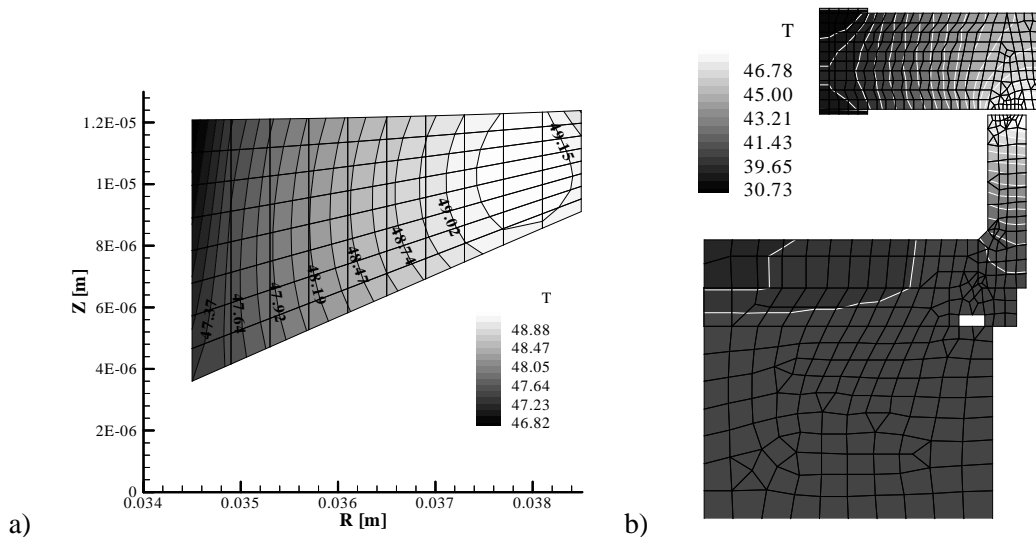 T
46.78
45.00
43.21
41.43
39.65
30.73
1.2E-05
1E-05
8E-06
6E-06
4E-06
2E-06
0
Z [m]
47.37
47.64
47.92
48.19
48.47
48.74
49.02
49.15
T
48.88
48.47
48.05
47.64
47.23
46.82
0.034
0.035
0.036
0.037
0.038
R [m]
a)
b)